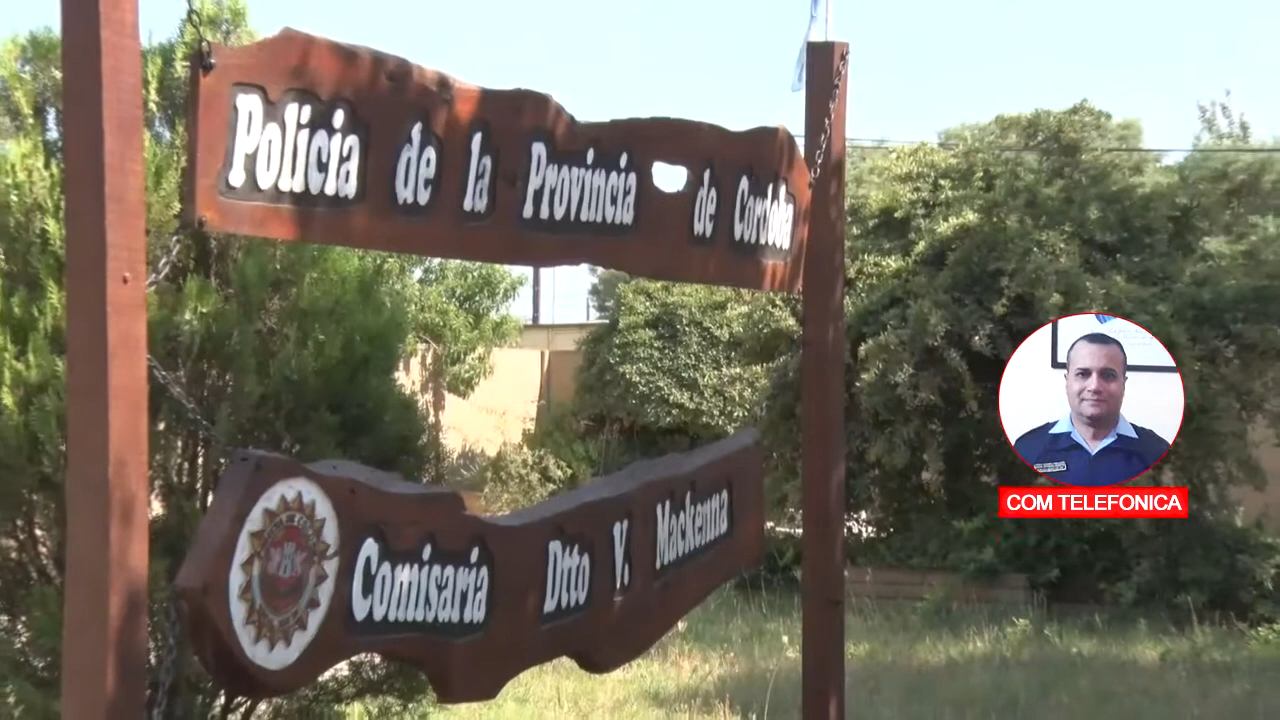 Policia de la Provincia de Cordoba
Comisaria Dtto V. Mackenna
COM TELEFONICA